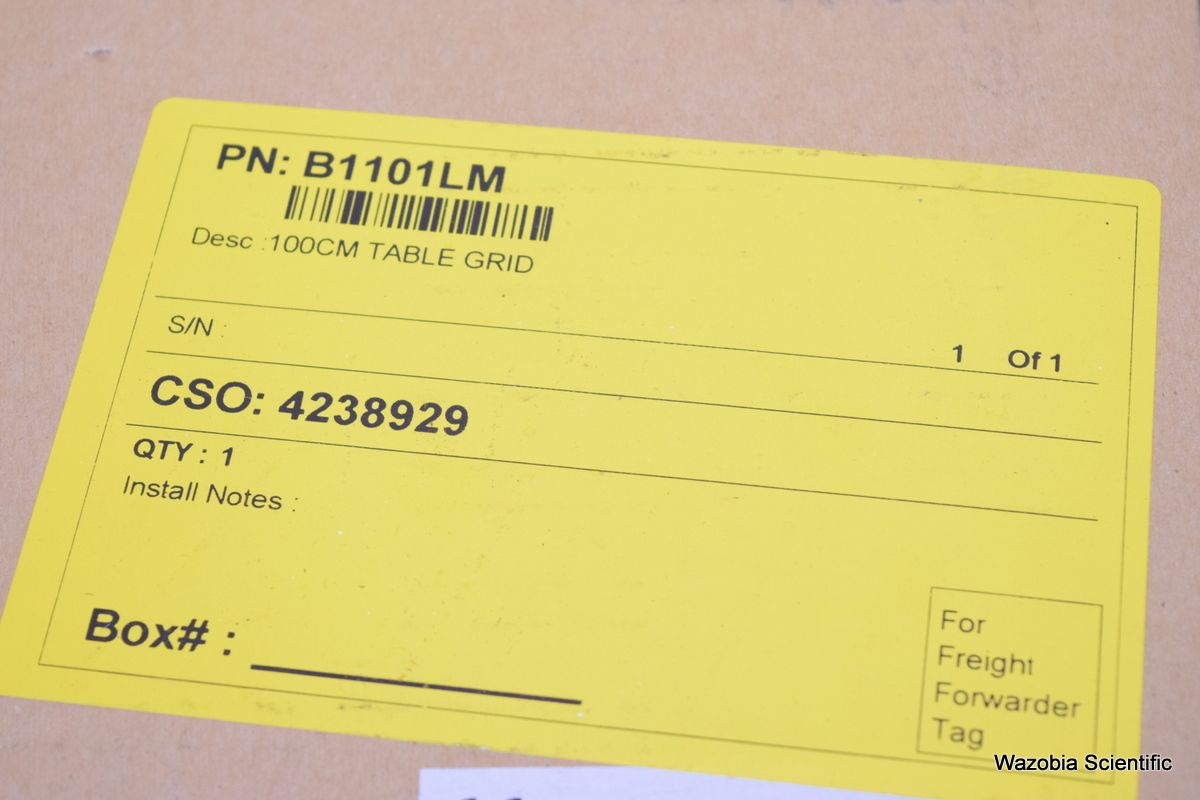 PN: B1101LM
Desc :100CM TABLE GRID
S/N :
1 Of 1
CSO: 4238929
QTY : 1
Install Notes :
Box# :
For
Freight
Forwarder
Tag
Wazobia Scientific